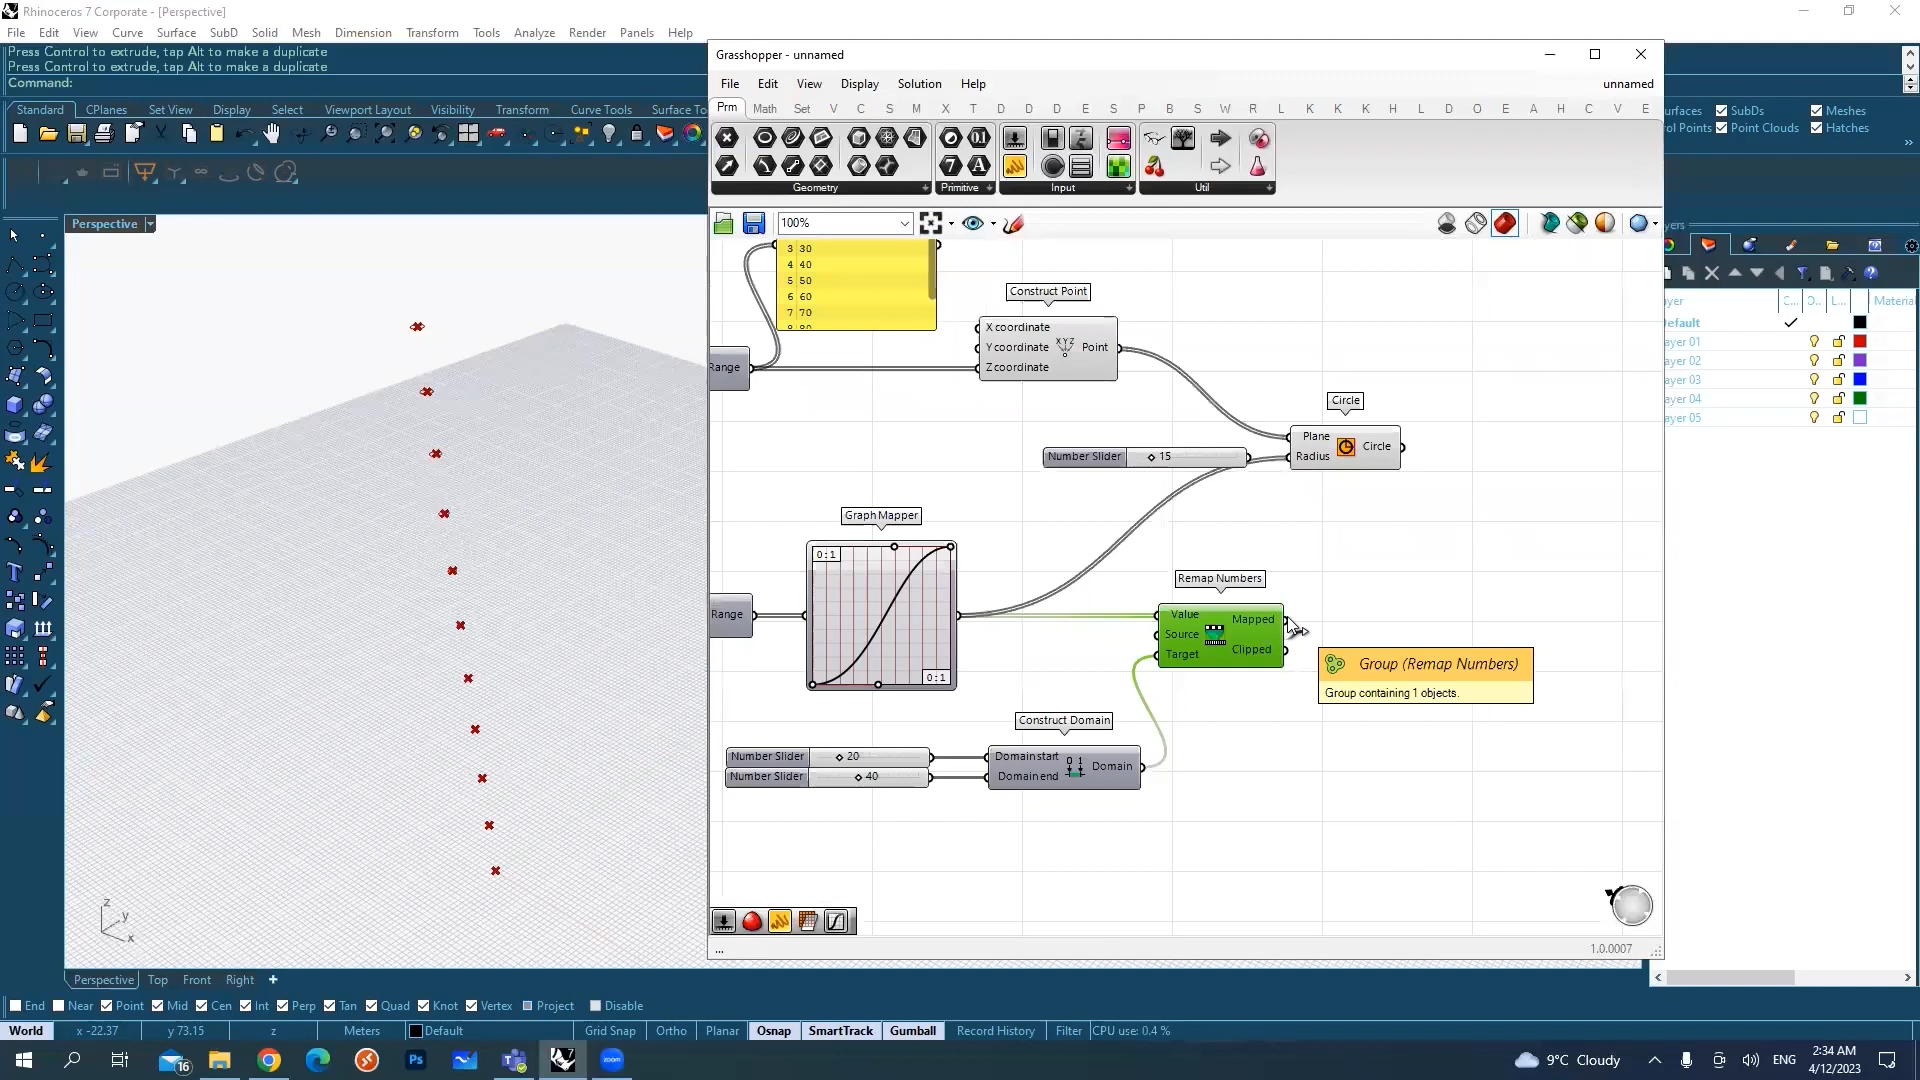 Rhinoceros 7 Corporate - [Perspective]
File Edit View Curve Surface SubD Solid Mesh Dimension Transform Tools Analyze Render Panels Help
Press Control to extrude, tap Alt to make a duplicate
Press Control to extrude, tap Alt to make a duplicate
Command:
Standard CPlanes Set View Display Select Viewport Layout Visibility Transform Curve Tools Surface To
urfaces SubDs Meshes
rol Points Point Clouds Hatches
Perspective
Grasshopper - unnamed
File Edit View Display Solution Help unnamed
Prm Math Set V C S M X T D D D E S P B S W R L K K K H C V E A H C V E
Geometry Primitive Input Util
100%
3 30
4 40
5 50
6 60
7 70
8 80
Construct Point
X coordinate
Y coordinate Point
Z coordinate
Range
Circle
Plane Circle
Radius
Number Slider 15
Graph Mapper
0:1
0:1
Range
Remap Numbers
Value Mapped
Source
Target Clipped
Group (Remap Numbers)
Group containing 1 objects.
Construct Domain
Number Slider 20
Number Slider 40
Domain start Domain
Domain end
...
1.0.0007
yers
ayer C... O.. L... Materia
Default
ayer 01
ayer 02
ayer 03
ayer 04
ayer 05
z
y
x
Perspective Top Front Right
End Near Point Mid Cen Int Perp Tan Quad Knot Vertex Project Disable
World x -22.37 y 73.15 z Meters Default Grid Snap Ortho Planar Osnap SmartTrack Gumball Record History Filter CPU use: 0.4 %
16
Ps
zoom
9°C Cloudy
ENG
2:34 AM
4/12/2023